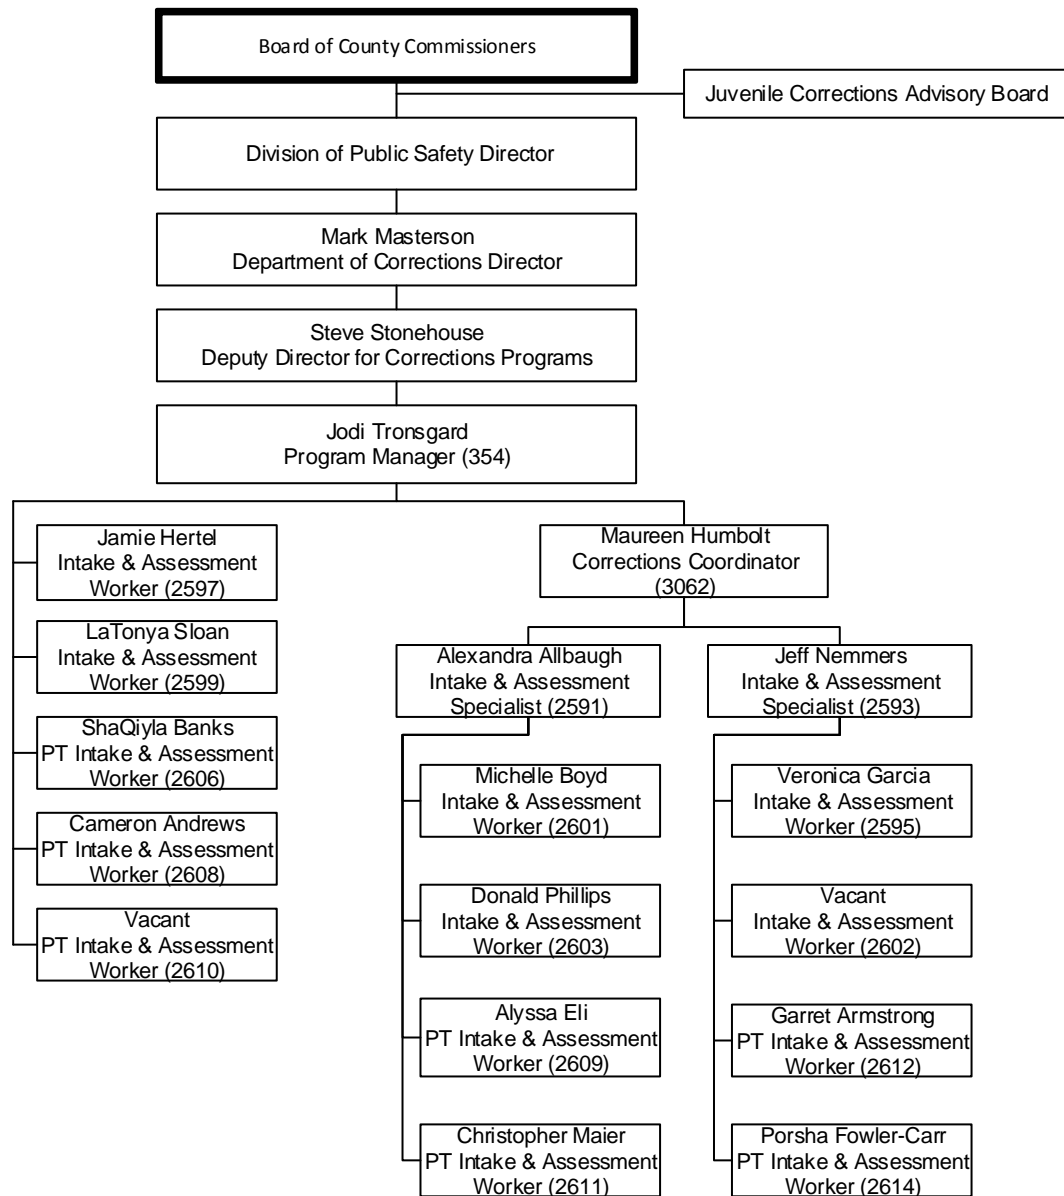 Board of County Commissioners
Juvenile Corrections Advisory Board
Division of Public Safety Director
Mark Masterson
Department of Corrections Director
Steve Stonehouse
Deputy Director for Corrections Programs
Jodi Tronsgard
Program Manager (354)
Jamie Hertel
Intake & Assessment
Worker (2597)
LaTonya Sloan
Intake & Assessment
Worker (2599)
ShaQiyla Banks
PT Intake & Assessment
Worker (2606)
Cameron Andrews
PT Intake & Assessment
Worker (2608)
Vacant
PT Intake & Assessment
Worker (2610)
Maureen Humbolt
Corrections Coordinator
(3062)
Alexandra Allbaugh
Intake & Assessment
Specialist (2591)
Michelle Boyd
Intake & Assessment
Worker (2601)
Donald Phillips
Intake & Assessment
Worker (2603)
Alyssa Eli
PT Intake & Assessment
Worker (2609)
Christopher Maier
PT Intake & Assessment
Worker (2611)
Jeff Nemmers
Intake & Assessment
Specialist (2593)
Veronica Garcia
Intake & Assessment
Worker (2595)
Vacant
Intake & Assessment
Worker (2602)
Garret Armstrong
PT Intake & Assessment
Worker (2612)
Porsha Fowler-Carr
PT Intake & Assessment
Worker (2614)